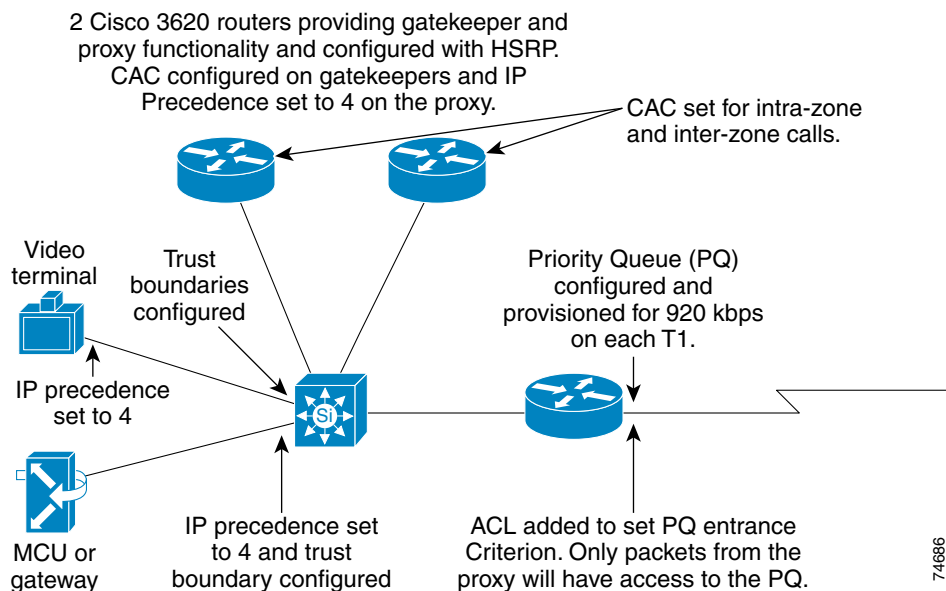 2 Cisco 3620 routers providing gatekeeper and
proxy functionality and configured with HSRP.
CAC configured on gatekeepers and IP
Precedence set to 4 on the proxy.
CAC set for intra-zone
and inter-zone calls.
Video
terminal
Trust
boundaries
configured
Priority Queue (PQ)
configured and
provisioned for 920 kbps
on each T1.
IP precedence
set to 4
Si
MCU or
gateway
IP precedence set
to 4 and trust
boundary configured
ACL added to set PQ entrance
Criterion. Only packets from the
proxy will have access to the PQ.
74686